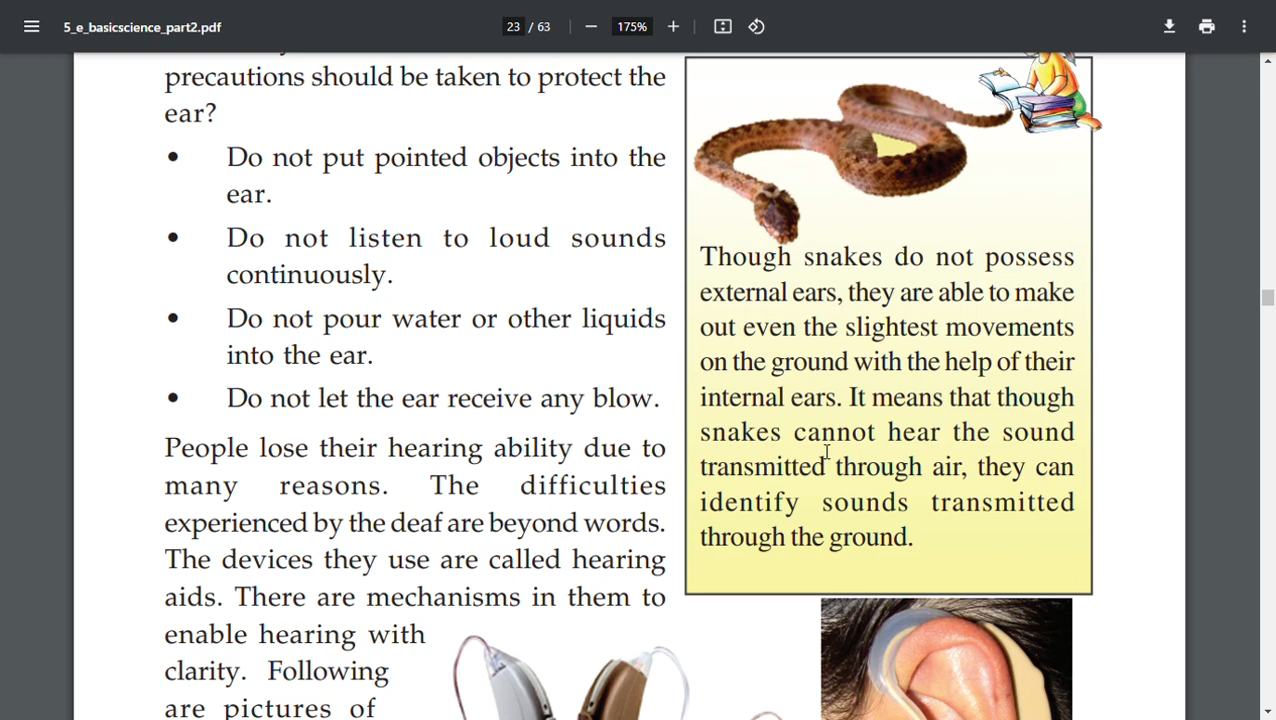 5_e_basicscience_part2.pdf
23 / 63
175%
precautions should be taken to protect the
ear?
• Do not put pointed objects into the
ear.
• Do not listen to loud sounds
continuously.
• Do not pour water or other liquids
into the ear.
• Do not let the ear receive any blow.
People lose their hearing ability due to
many reasons. The difficulties
experienced by the deaf are beyond words.
The devices they use are called hearing
aids. There are mechanisms in them to
enable hearing with
clarity. Following
are pictures of
Though snakes do not possess
external ears, they are able to make
out even the slightest movements
on the ground with the help of their
internal ears. It means that though
snakes cannot hear the sound
transmitted through air, they can
identify sounds transmitted
through the ground.